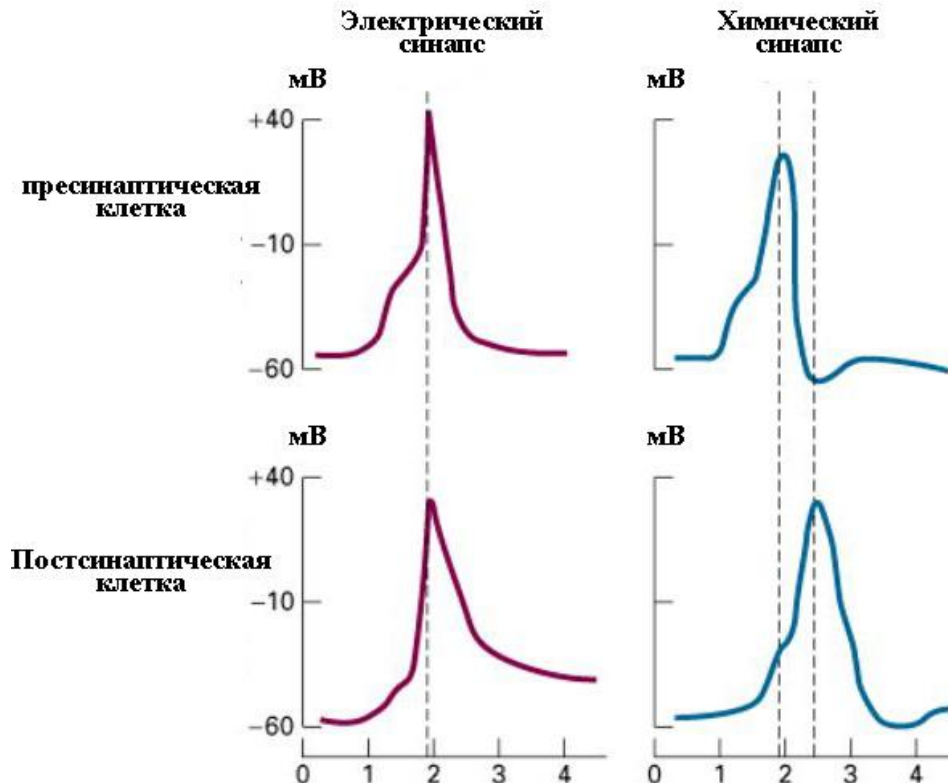 Электрический
синапс
Химический
синапс
мВ
мВ
+40
–10
–60
пресинаптическая
клетка
мВ
мВ
+40
–10
–60
Постсинаптическая
клетка
0 1 2 3 4
0 1 2 3 4